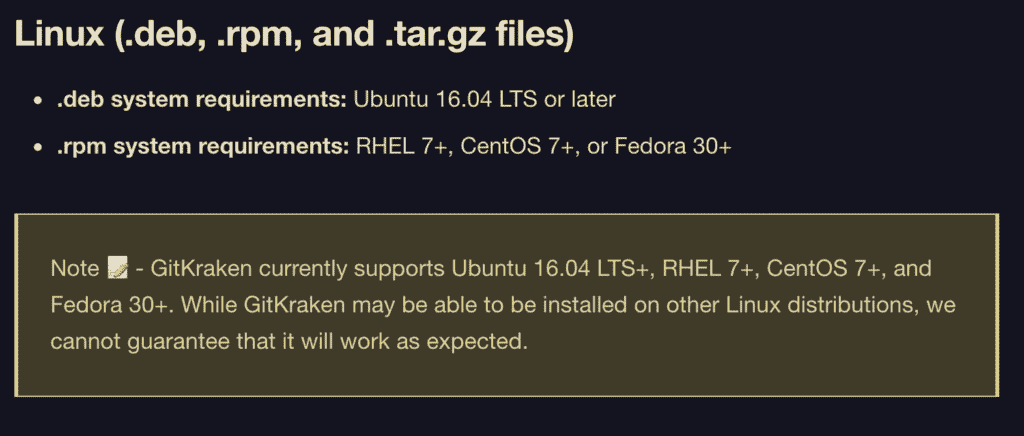 Linux (.deb, .rpm, and .tar.gz files)
.deb system requirements: Ubuntu 16.04 LTS or later
.rpm system requirements: RHEL 7+, CentOS 7+, or Fedora 30+
Note 📝 - GitKraken currently supports Ubuntu 16.04 LTS+, RHEL 7+, CentOS 7+, and
Fedora 30+. While GitKraken may be able to be installed on other Linux distributions, we
cannot guarantee that it will work as expected.